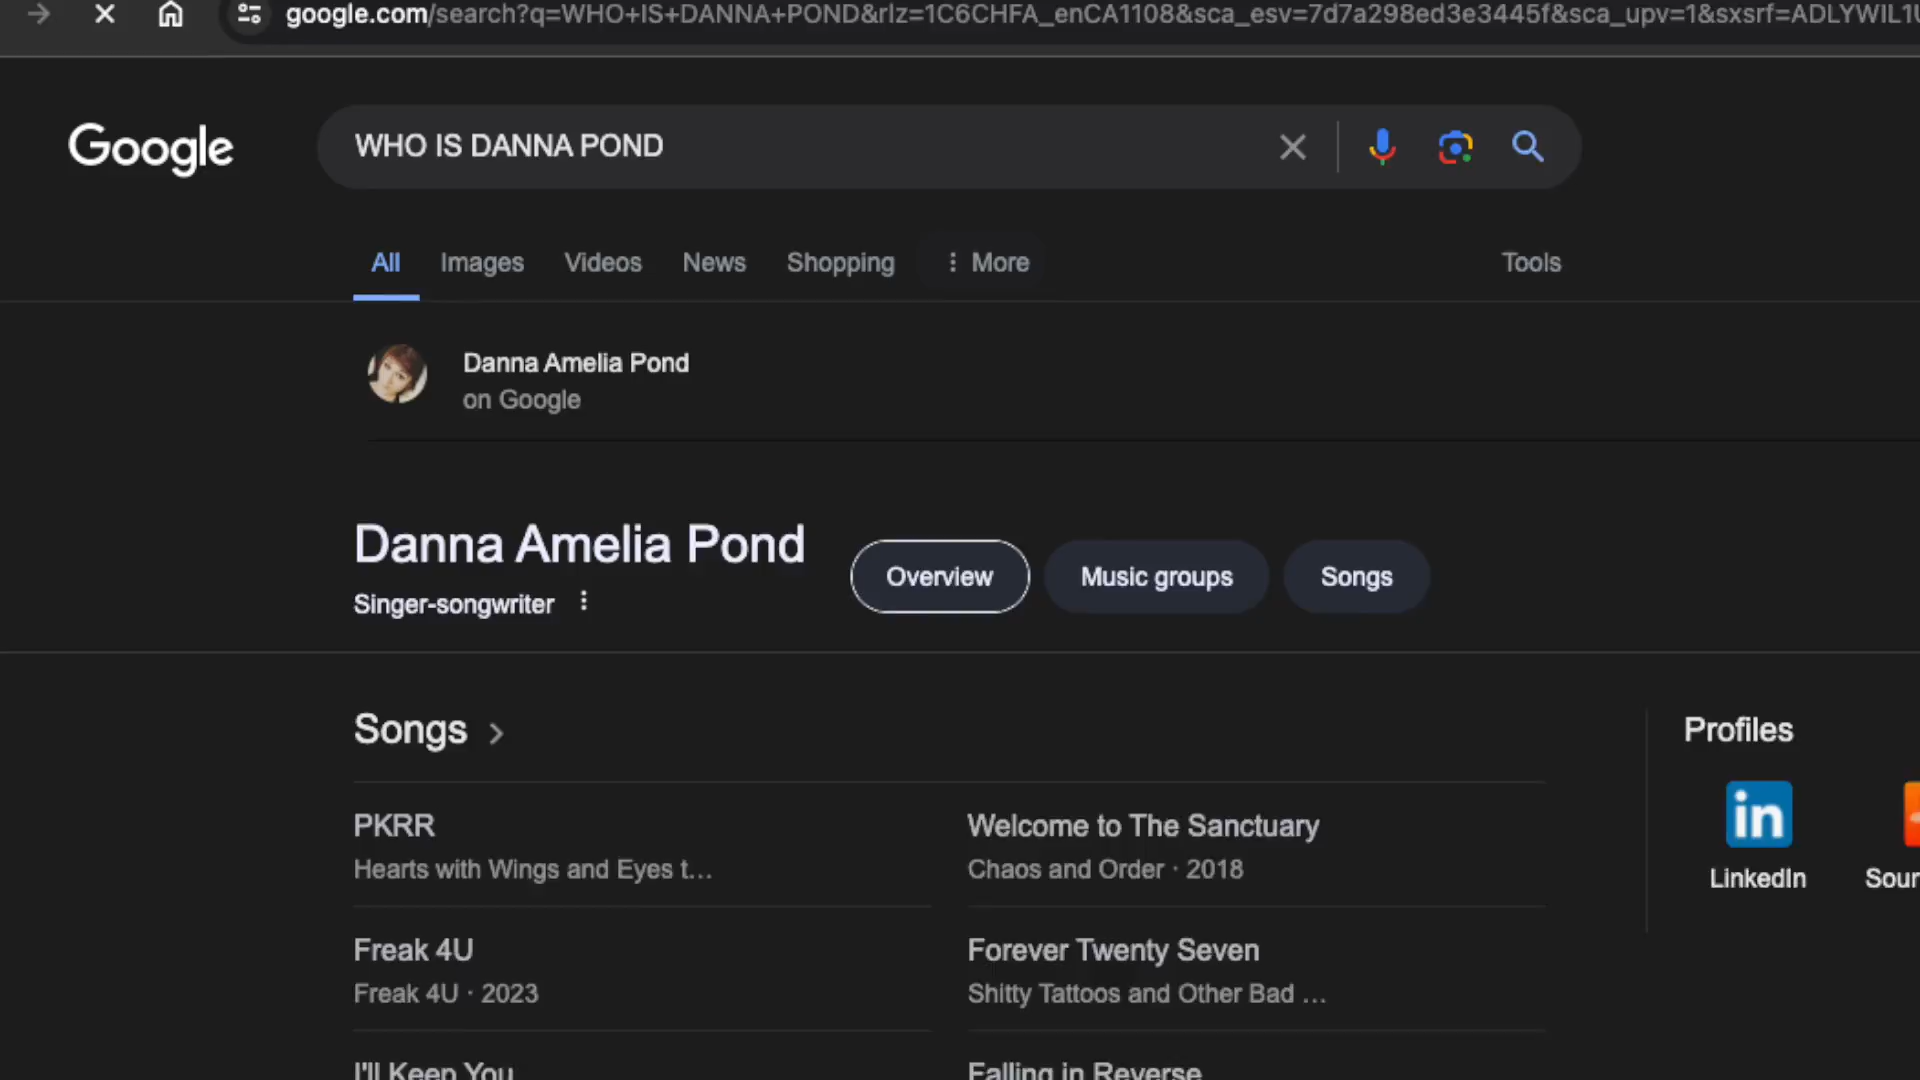 google.com/search?q=WHO+IS+DANNA+POND&rlz=1C6CHFA_enCA1108&sca_esv=7d7a298ed3e3445f&sca_upv=1&sxsrf=ADLYWIL1U
Google
WHO IS DANNA POND
All Images Videos News Shopping More Tools
Danna Amelia Pond
on Google
Danna Amelia Pond
Singer-songwriter
Overview Music groups Songs
Songs
Profiles
PKRR
Hearts with Wings and Eyes t...
Welcome to The Sanctuary
Chaos and Order · 2018
in
LinkedIn
Sour
Freak 4U
Freak 4U · 2023
Forever Twenty Seven
Shitty Tattoos and Other Bad ...
I'll Keep You
Falling in Reverse